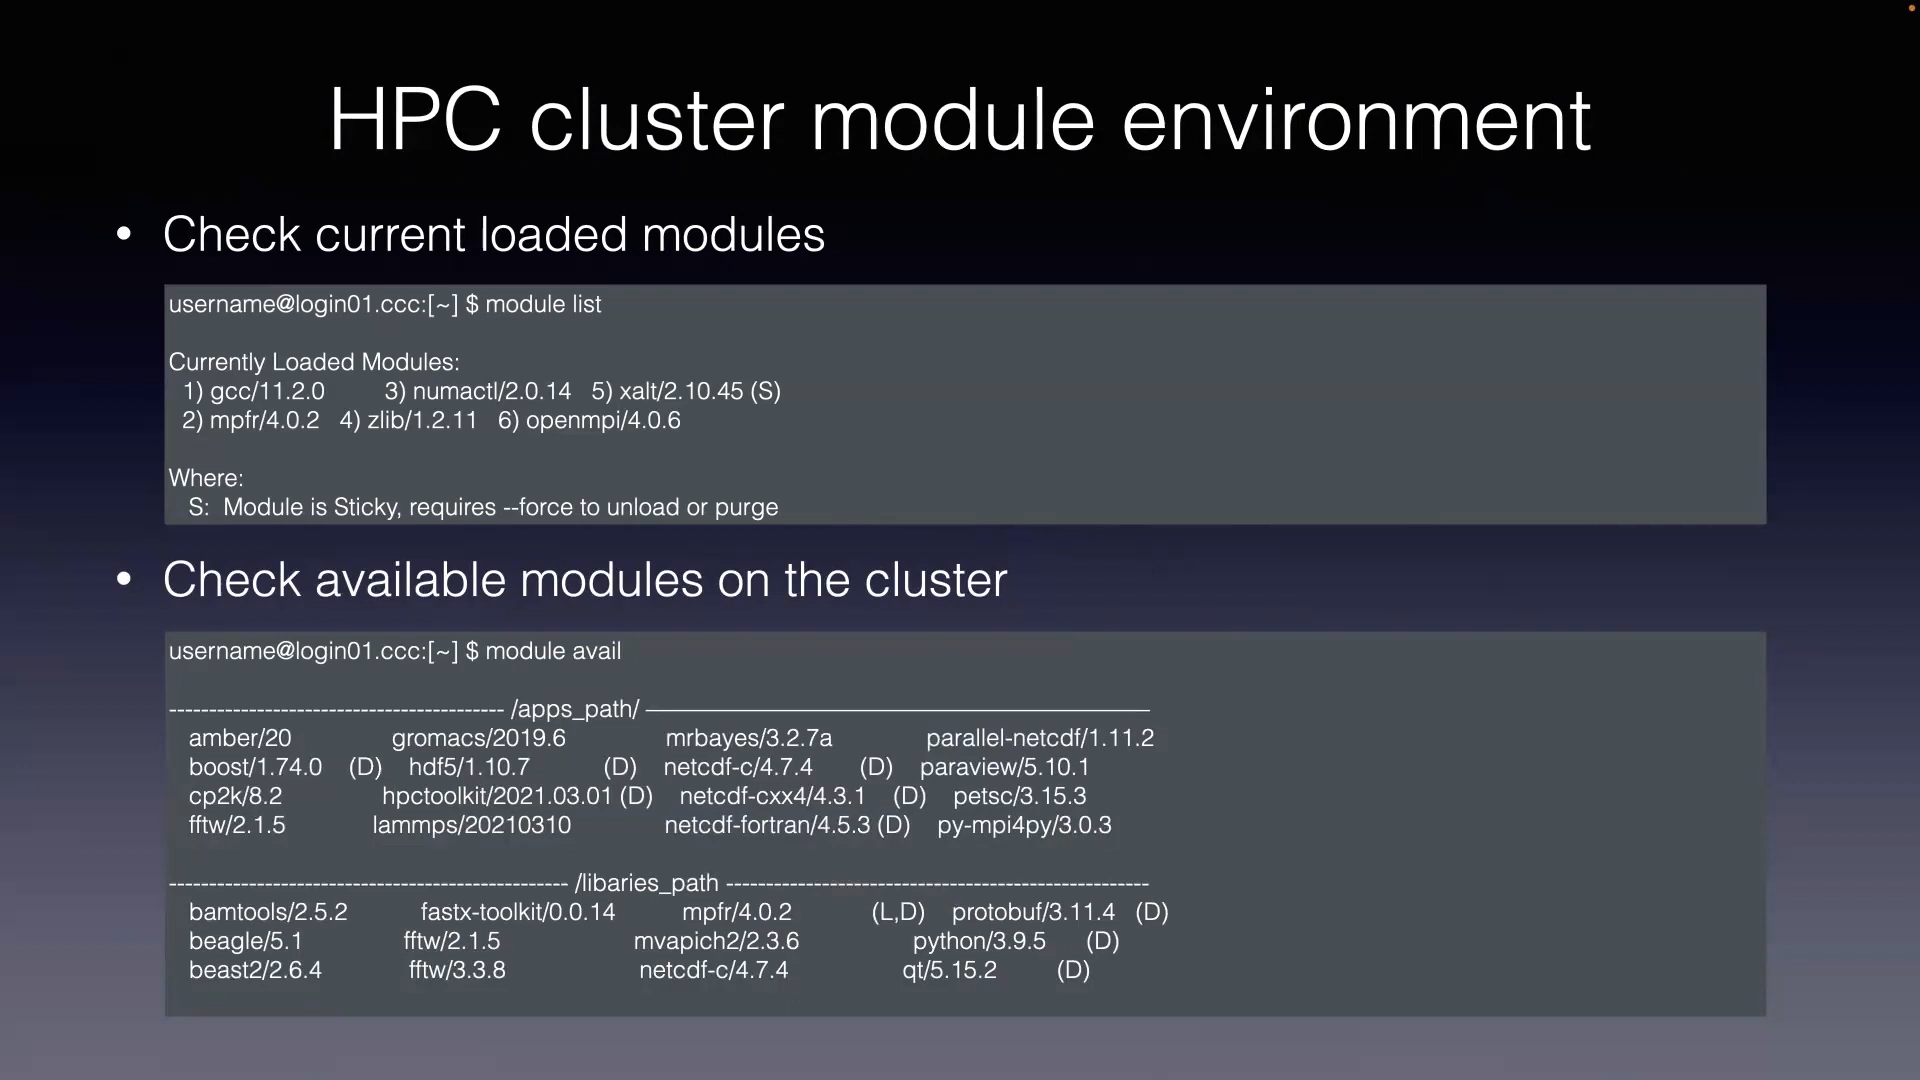 HPC cluster module environment
• Check current loaded modules
username@login01.ccc:[~] $ module list
Currently Loaded Modules:
1) gcc/11.2.0 3) numactl/2.0.14 5) xalt/2.10.45 (S)
2) mpfr/4.0.2 4) zlib/1.2.11 6) openmpi/4.0.6
Where:
S: Module is Sticky, requires --force to unload or purge
• Check available modules on the cluster
username@login01.ccc:[~] $ module avail
------------------------------------------ /apps_path/ ————————————————————
amber/20 gromacs/2019.6 mrbayes/3.2.7a parallel-netcdf/1.11.2
boost/1.74.0 (D) hdf5/1.10.7 (D) netcdf-c/4.7.4 (D) paraview/5.10.1
cp2k/8.2 hpctoolkit/2021.03.01 (D) netcdf-cxx4/4.3.1 (D) petsc/3.15.3
fftw/2.1.5 lammps/20210310 netcdf-fortran/4.5.3 (D) py-mpi4py/3.0.3
-------------------------------------------------- /libaries_path -----------------------------------------------------
bamtools/2.5.2 fastx-toolkit/0.0.14 mpfr/4.0.2 (L,D) protobuf/3.11.4 (D)
beagle/5.1 fftw/2.1.5 mvapich2/2.3.6 python/3.9.5 (D)
beast2/2.6.4 fftw/3.3.8 netcdf-c/4.7.4 qt/5.15.2 (D)